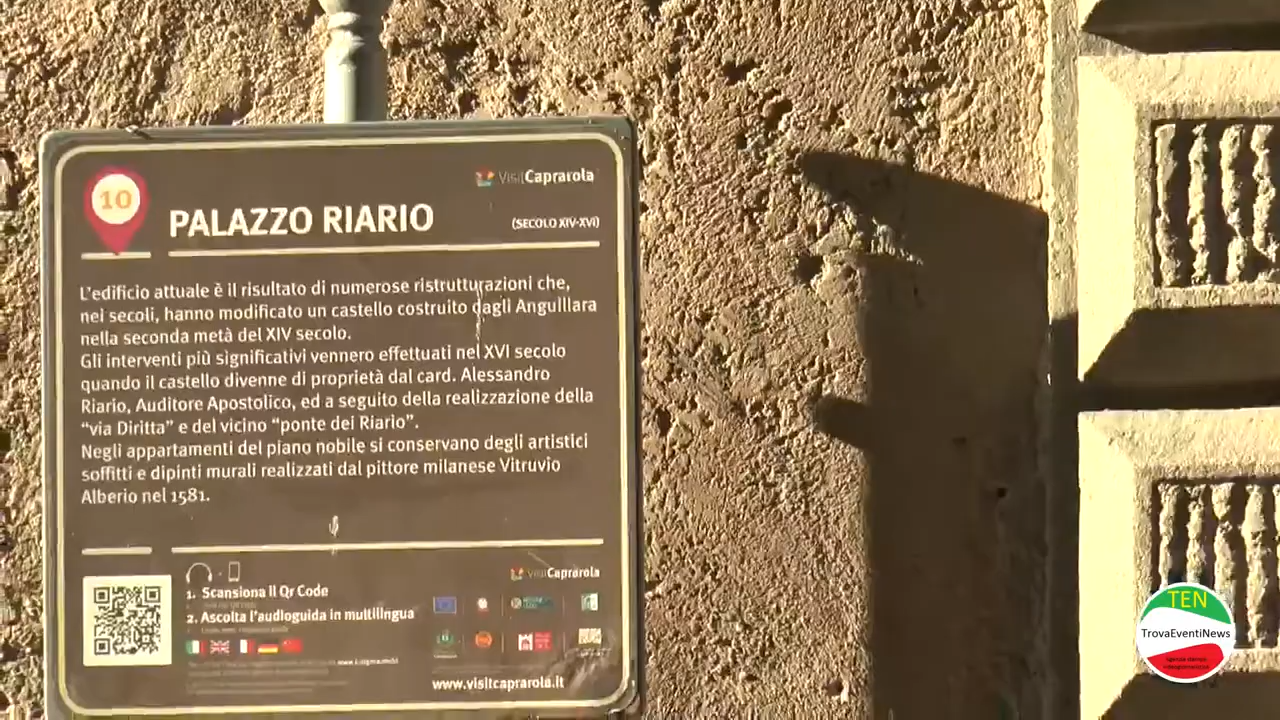 10
VisitCaprarola
PALAZZO RIARIO
(SECOLO XIV-XVI)
L'edificio attuale è il risultato di numerose ristrutturazioni che,
nei secoli, hanno modificato un castello costruito dagli Anguillara
nella seconda metà del XIV secolo.
Gli interventi più significativi vennero effettuati nel XVI secolo
quando il castello divenne di proprietà dal card. Alessandro
Riario, Auditore Apostolico, ed a seguito della realizzazione della
“via Diritta” e del vicino “ponte dei Riario”.
Negli appartamenti del piano nobile si conservano degli artistici
soffitti e dipinti murali realizzati dal pittore milanese Vitruvio
Alberio nel 1581.
VisitCaprarola
1. Scansiona il Qr Code
2. Ascolta l'audioguida in multilingua
www.visitcaprarola.it
TEN
TrovaEventiNews